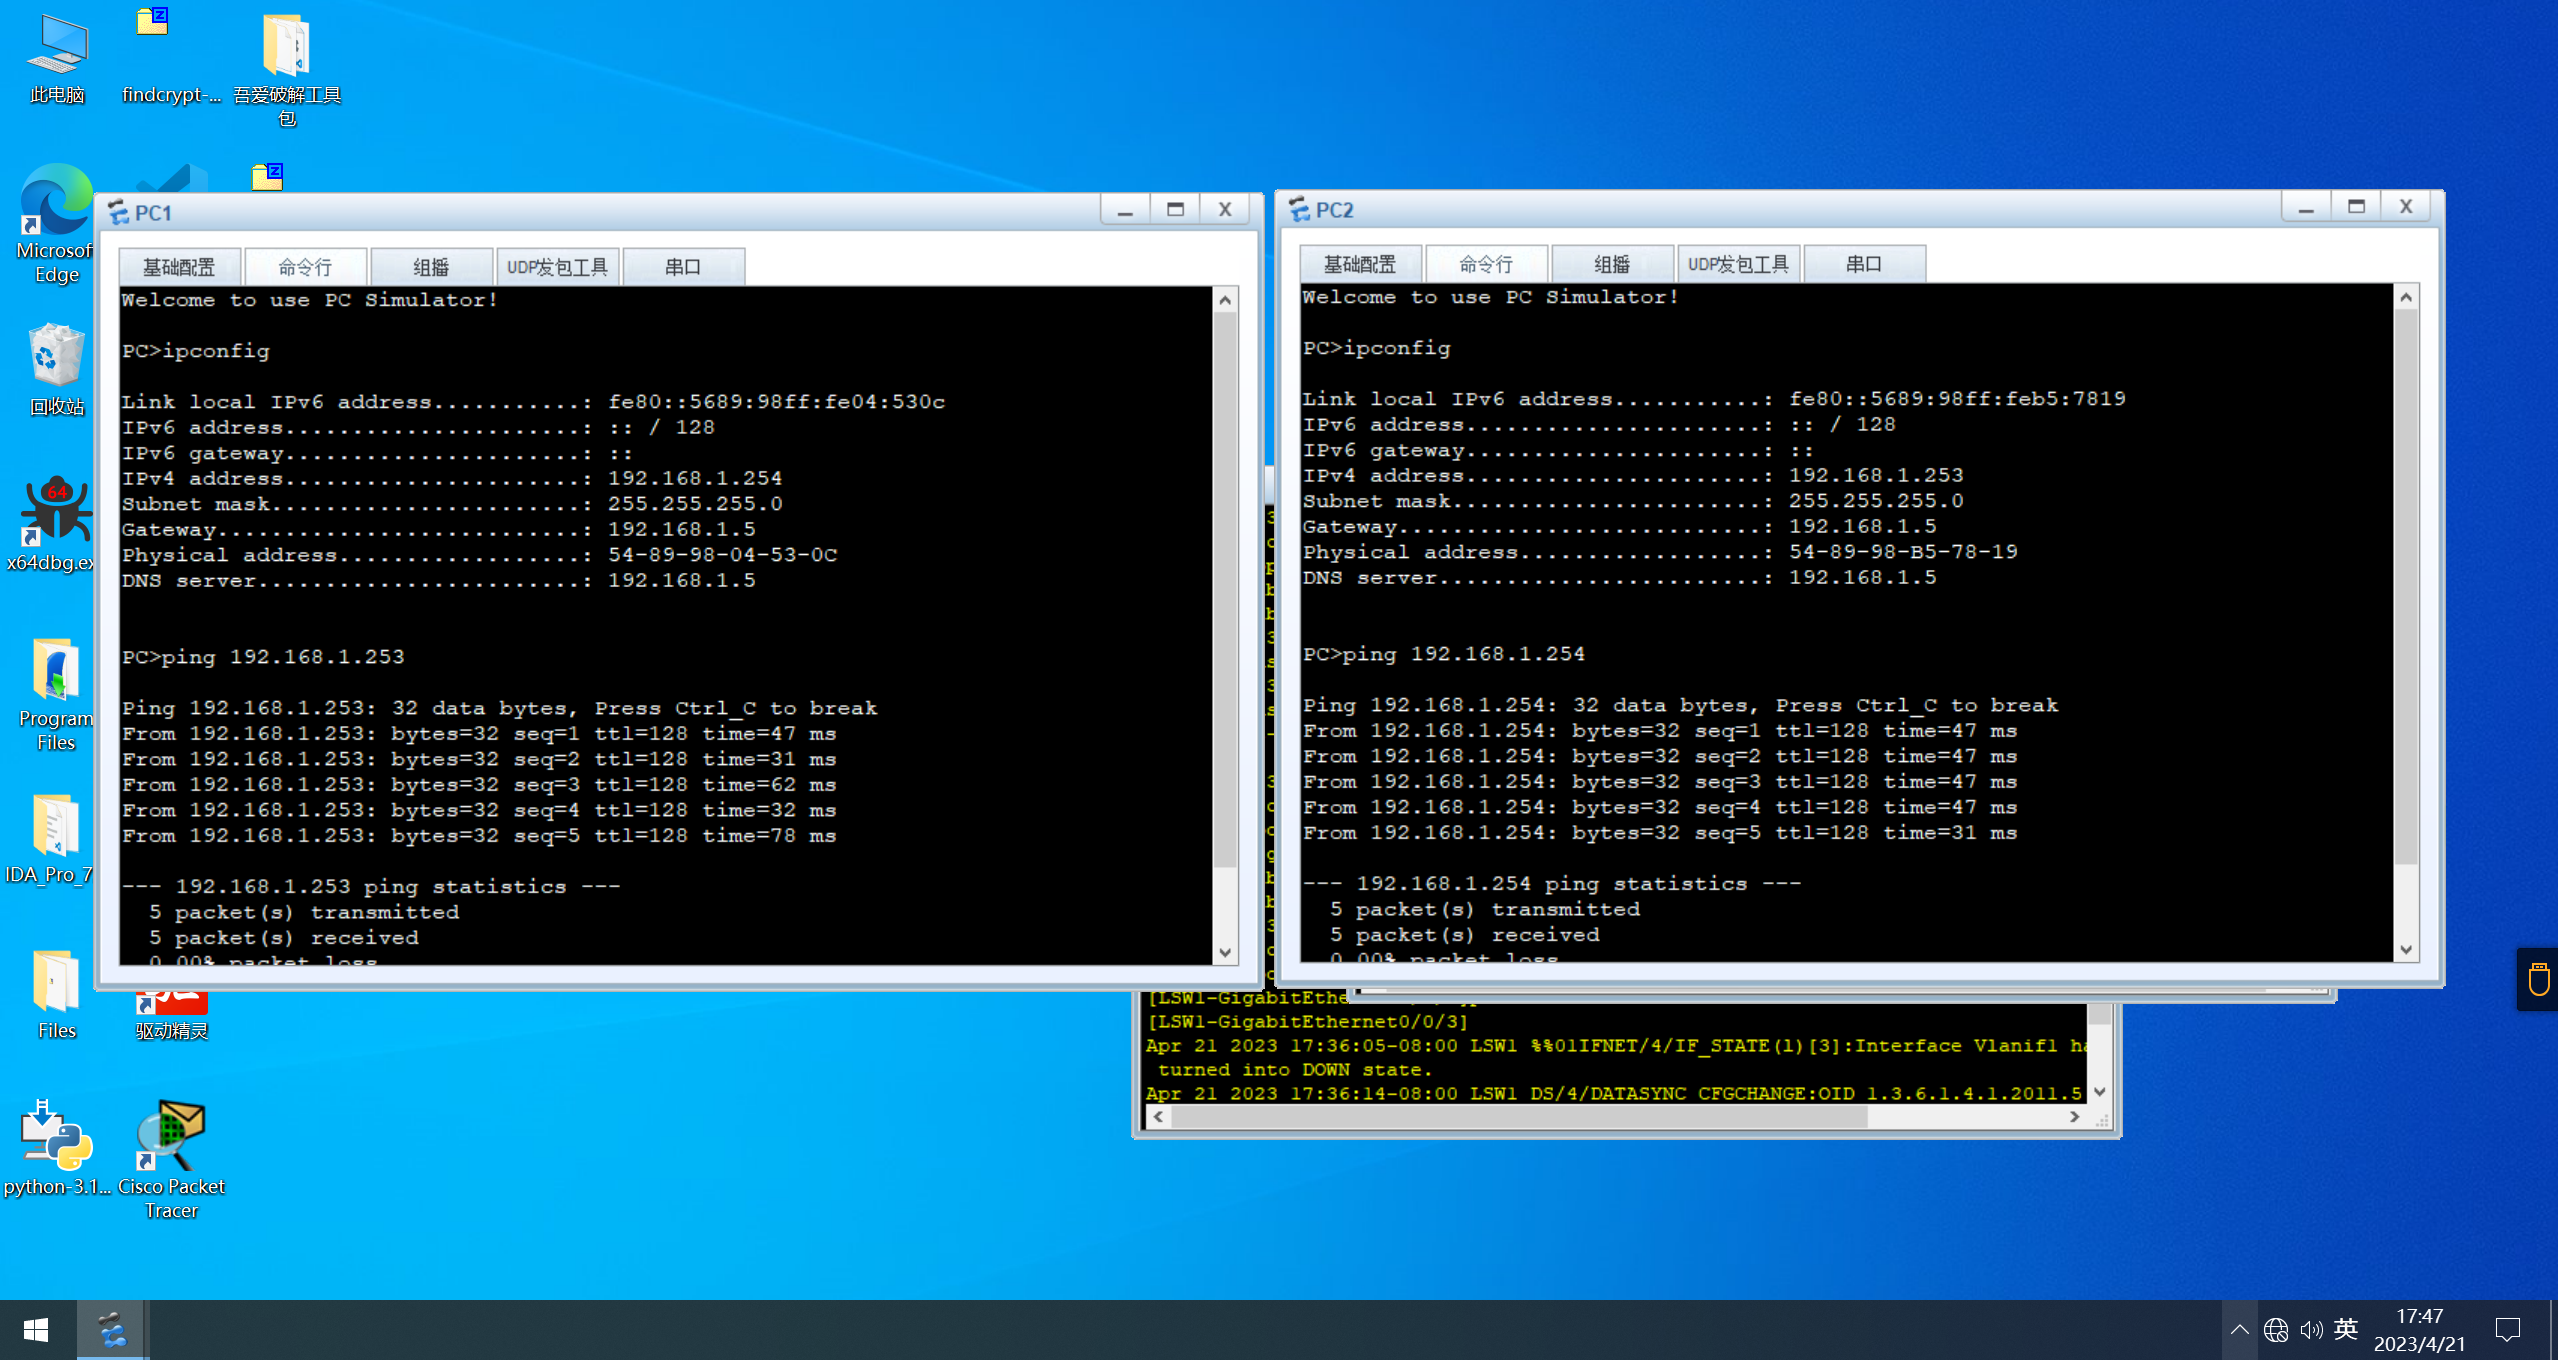 此电脑
findcrypt-...
吾爱破解工具
包
Microsof
Edge
回收站
64
x64dbg.ex
Program
Files
IDA_Pro_7
Files
驱动精灵
python-3.1...
Cisco Packet
Tracer
PC1
基础配置
命令行
组播
UDP发包工具
串口
Welcome to use PC Simulator!
PC>ipconfig
Link local IPv6 address...........: fe80::5689:98ff:fe04:530c
IPv6 address......................: :: / 128
IPv6 gateway......................: ::
IPv4 address......................: 192.168.1.254
Subnet mask.......................: 255.255.255.0
Gateway...........................: 192.168.1.5
Physical address..................: 54-89-98-04-53-0C
DNS server........................: 192.168.1.5
PC>ping 192.168.1.253
Ping 192.168.1.253: 32 data bytes, Press Ctrl_C to break
From 192.168.1.253: bytes=32 seq=1 ttl=128 time=47 ms
From 192.168.1.253: bytes=32 seq=2 ttl=128 time=31 ms
From 192.168.1.253: bytes=32 seq=3 ttl=128 time=62 ms
From 192.168.1.253: bytes=32 seq=4 ttl=128 time=32 ms
From 192.168.1.253: bytes=32 seq=5 ttl=128 time=78 ms
--- 192.168.1.253 ping statistics ---
5 packet(s) transmitted
5 packet(s) received
0.00% packet loss
PC2
基础配置
命令行
组播
UDP发包工具
串口
Welcome to use PC Simulator!
PC>ipconfig
Link local IPv6 address...........: fe80::5689:98ff:feb5:7819
IPv6 address......................: :: / 128
IPv6 gateway......................: ::
IPv4 address......................: 192.168.1.253
Subnet mask.......................: 255.255.255.0
Gateway...........................: 192.168.1.5
Physical address..................: 54-89-98-B5-78-19
DNS server........................: 192.168.1.5
PC>ping 192.168.1.254
Ping 192.168.1.254: 32 data bytes, Press Ctrl_C to break
From 192.168.1.254: bytes=32 seq=1 ttl=128 time=47 ms
From 192.168.1.254: bytes=32 seq=2 ttl=128 time=47 ms
From 192.168.1.254: bytes=32 seq=3 ttl=128 time=47 ms
From 192.168.1.254: bytes=32 seq=4 ttl=128 time=47 ms
From 192.168.1.254: bytes=32 seq=5 ttl=128 time=31 ms
--- 192.168.1.254 ping statistics ---
5 packet(s) transmitted
5 packet(s) received
0.00% packet loss
[LSW1-GigabitEthe
[LSW1-GigabitEthernet0/0/3]
Apr 21 2023 17:36:05-08:00 LSW1 %%01IFNET/4/IF_STATE(l)[3]:Interface Vlanif1 ha
turned into DOWN state.
Apr 21 2023 17:36:14-08:00 LSW1 DS/4/DATASYNC_CFGCHANGE:OID 1.3.6.1.4.1.2011.5
英
17:47
2023/4/21